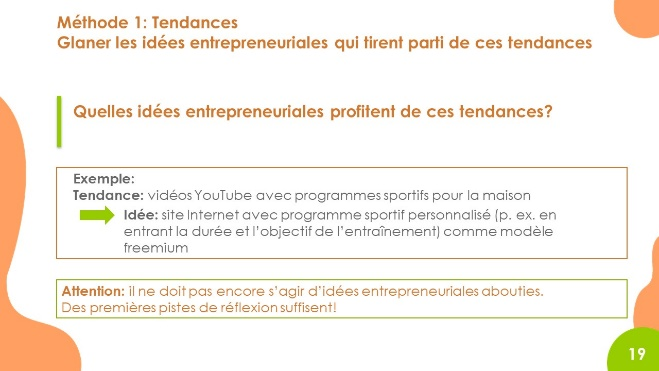 Méthode 1: Tendances
Glaner les idées entrepreneuriales qui tirent parti de ces tendances
Quelles idées entrepreneuriales profitent de ces tendances?
Exemple:
Tendance: vidéos YouTube avec programmes sportifs pour la maison
Idée: site Internet avec programme sportif personnalisé (p. ex. en
entrant la durée et l’objectif de l’entraînement) comme modèle
freemium
Attention: il ne doit pas encore s’agir d’idées entrepreneuriales abouties.
Des premières pistes de réflexion suffisent!
19